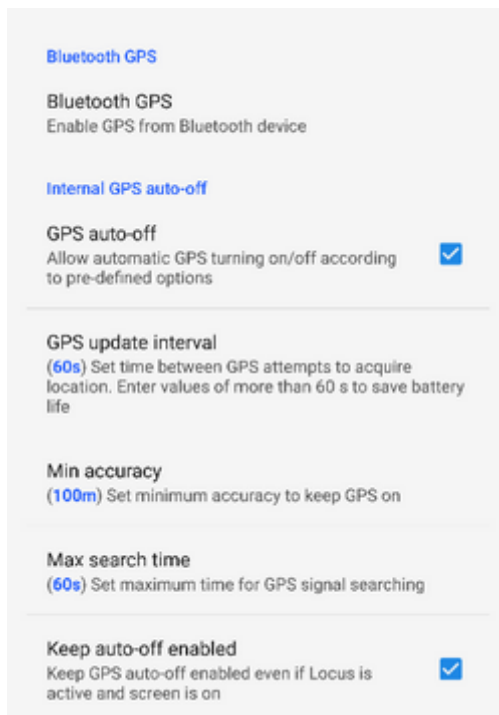 Bluetooth GPS
Bluetooth GPS
Enable GPS from Bluetooth device
Internal GPS auto-off
GPS auto-off
Allow automatic GPS turning on/off according
to pre-defined options
GPS update interval
(60s) Set time between GPS attempts to acquire
location. Enter values of more than 60 s to save battery
life
Min accuracy
(100m) Set minimum accuracy to keep GPS on
Max search time
(60s) Set maximum time for GPS signal searching
Keep auto-off enabled
Keep GPS auto-off enabled even if Locus is
active and screen is on